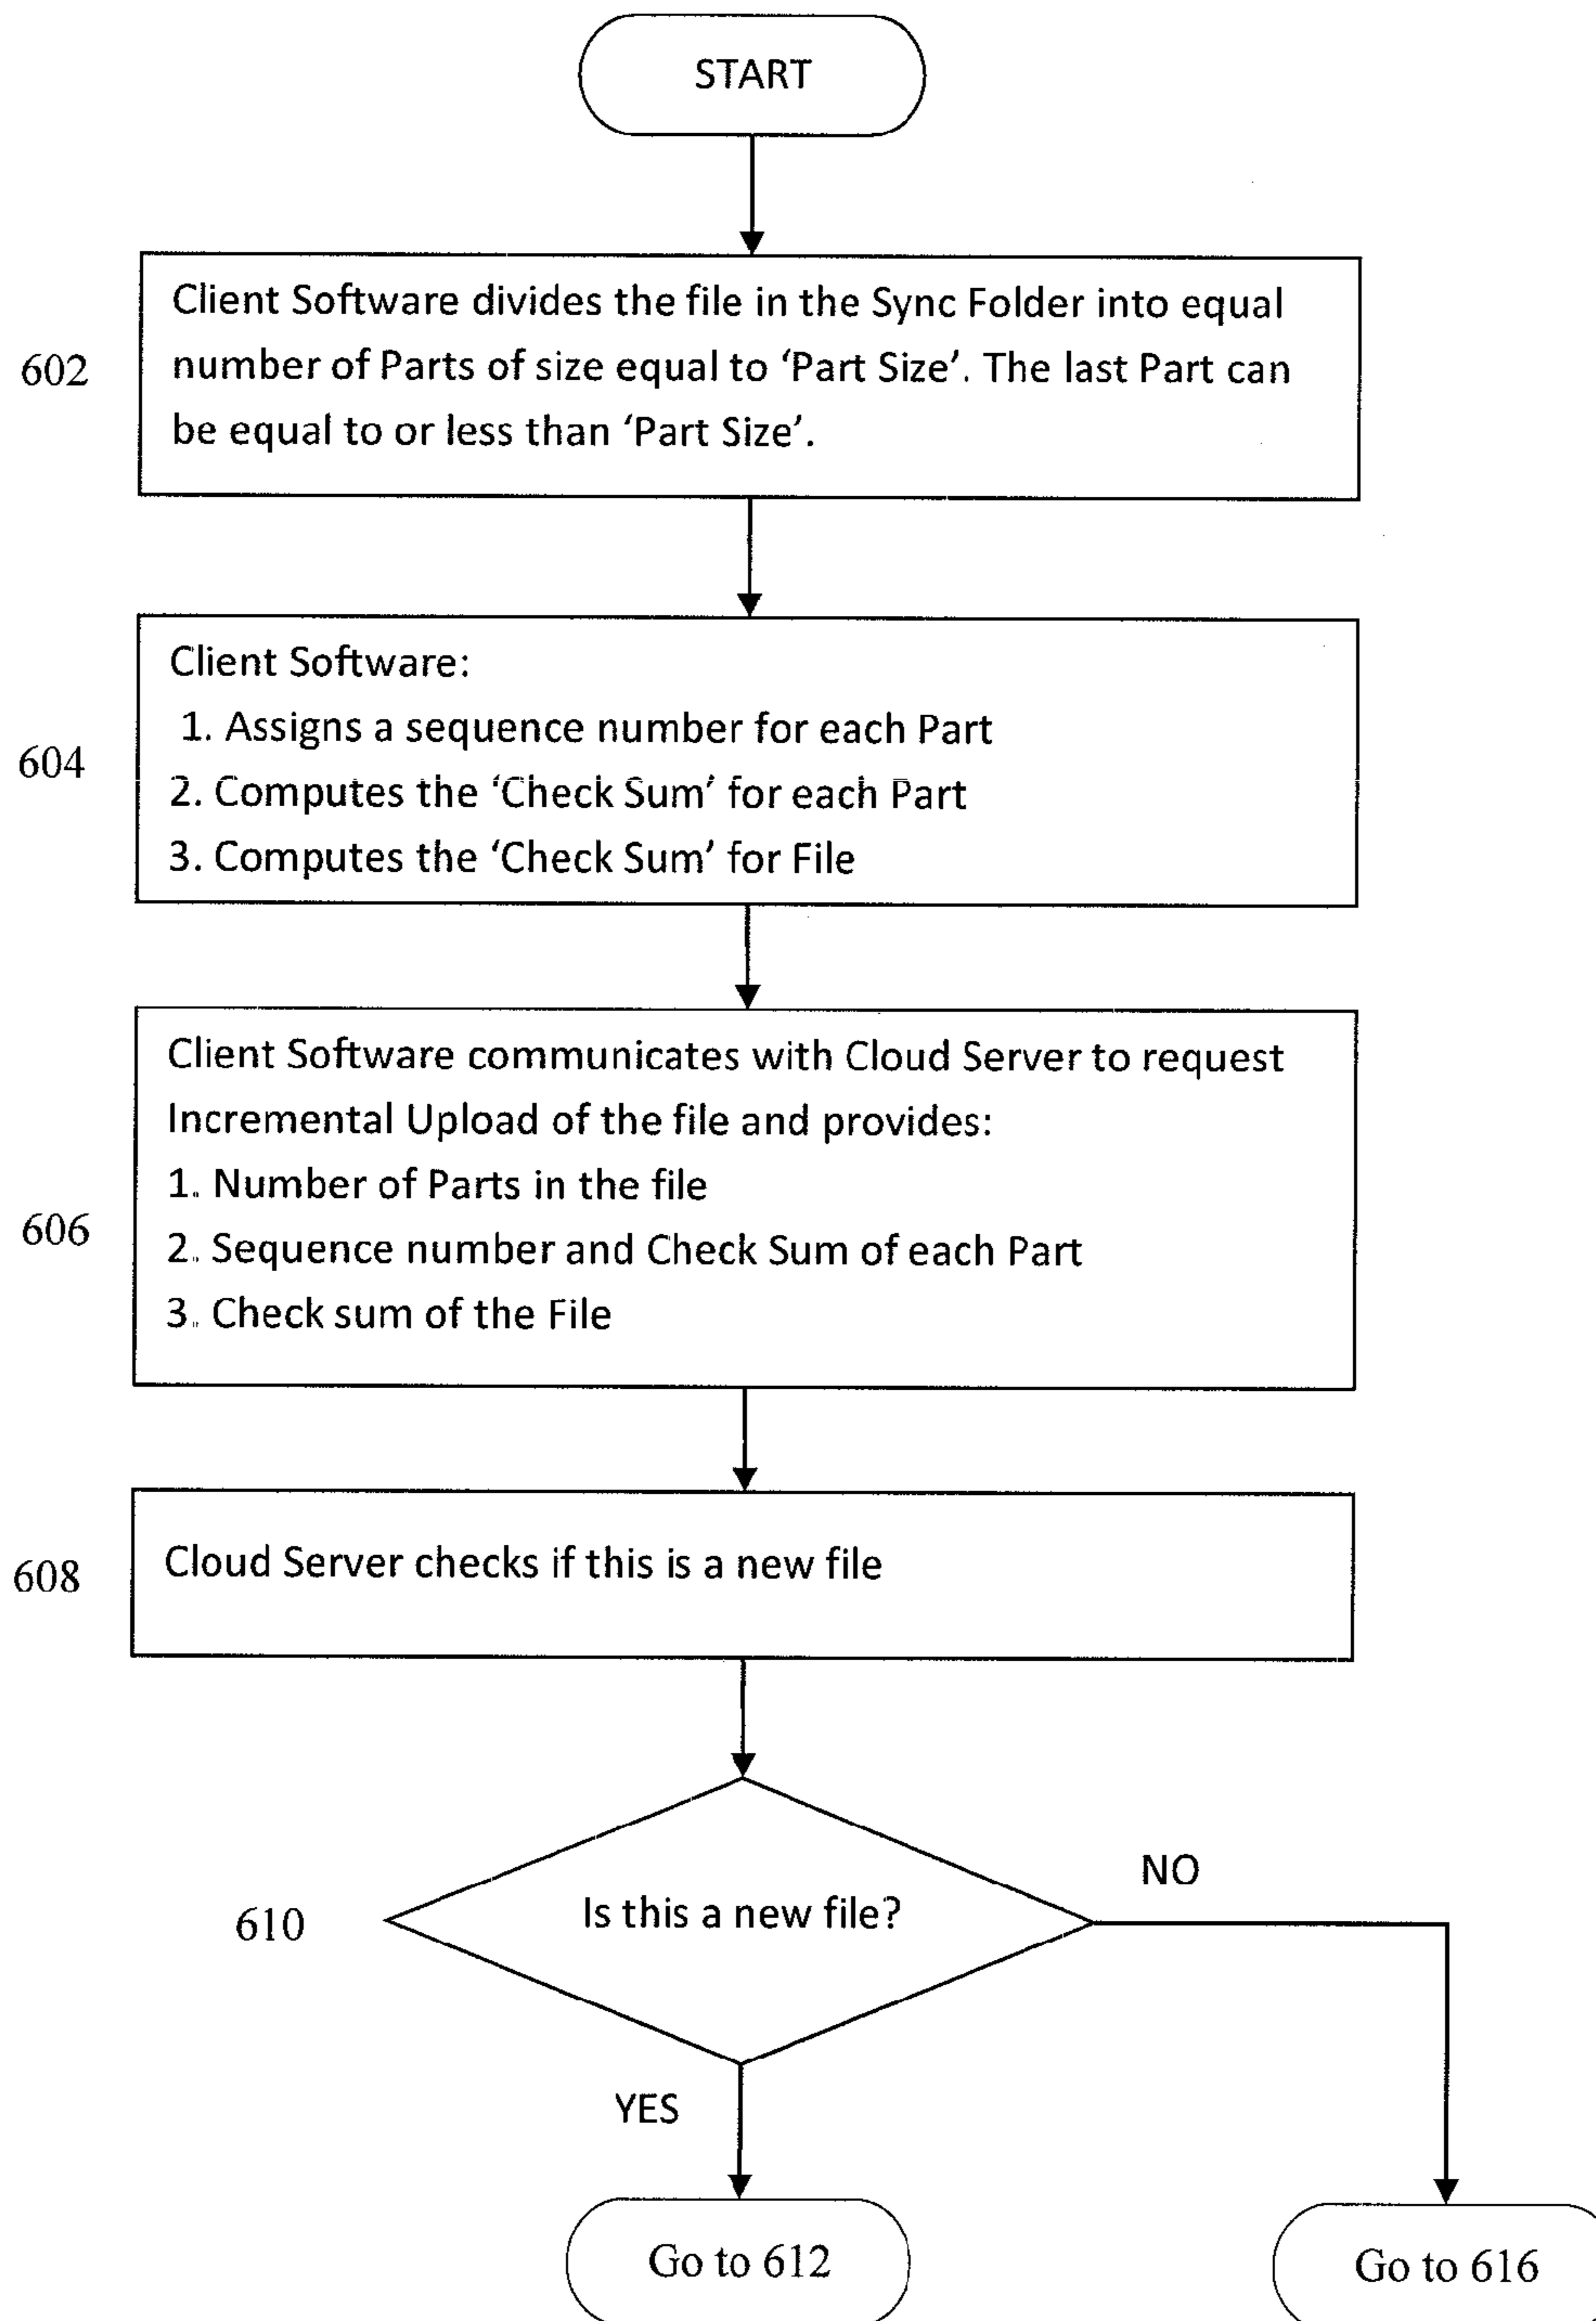 START
Client Software divides the file in the Sync Folder into equal
number of Parts of size equal to ‘Part Size’. The last Part can
be equal to or less than ‘Part Size’.
602
Client Software:
1. Assigns a sequence number for each Part
2. Computes the ‘Check Sum’ for each Part
3. Computes the ‘Check Sum’ for File
604
Client Software communicates with Cloud Server to request
Incremental Upload of the file and provides:
1. Number of Parts in the file
2. Sequence number and Check Sum of each Part
3. Check sum of the File
606
Cloud Server checks if this is a new file
608
NO
Is this a new file?
610
YES
Go to 612
Go to 616